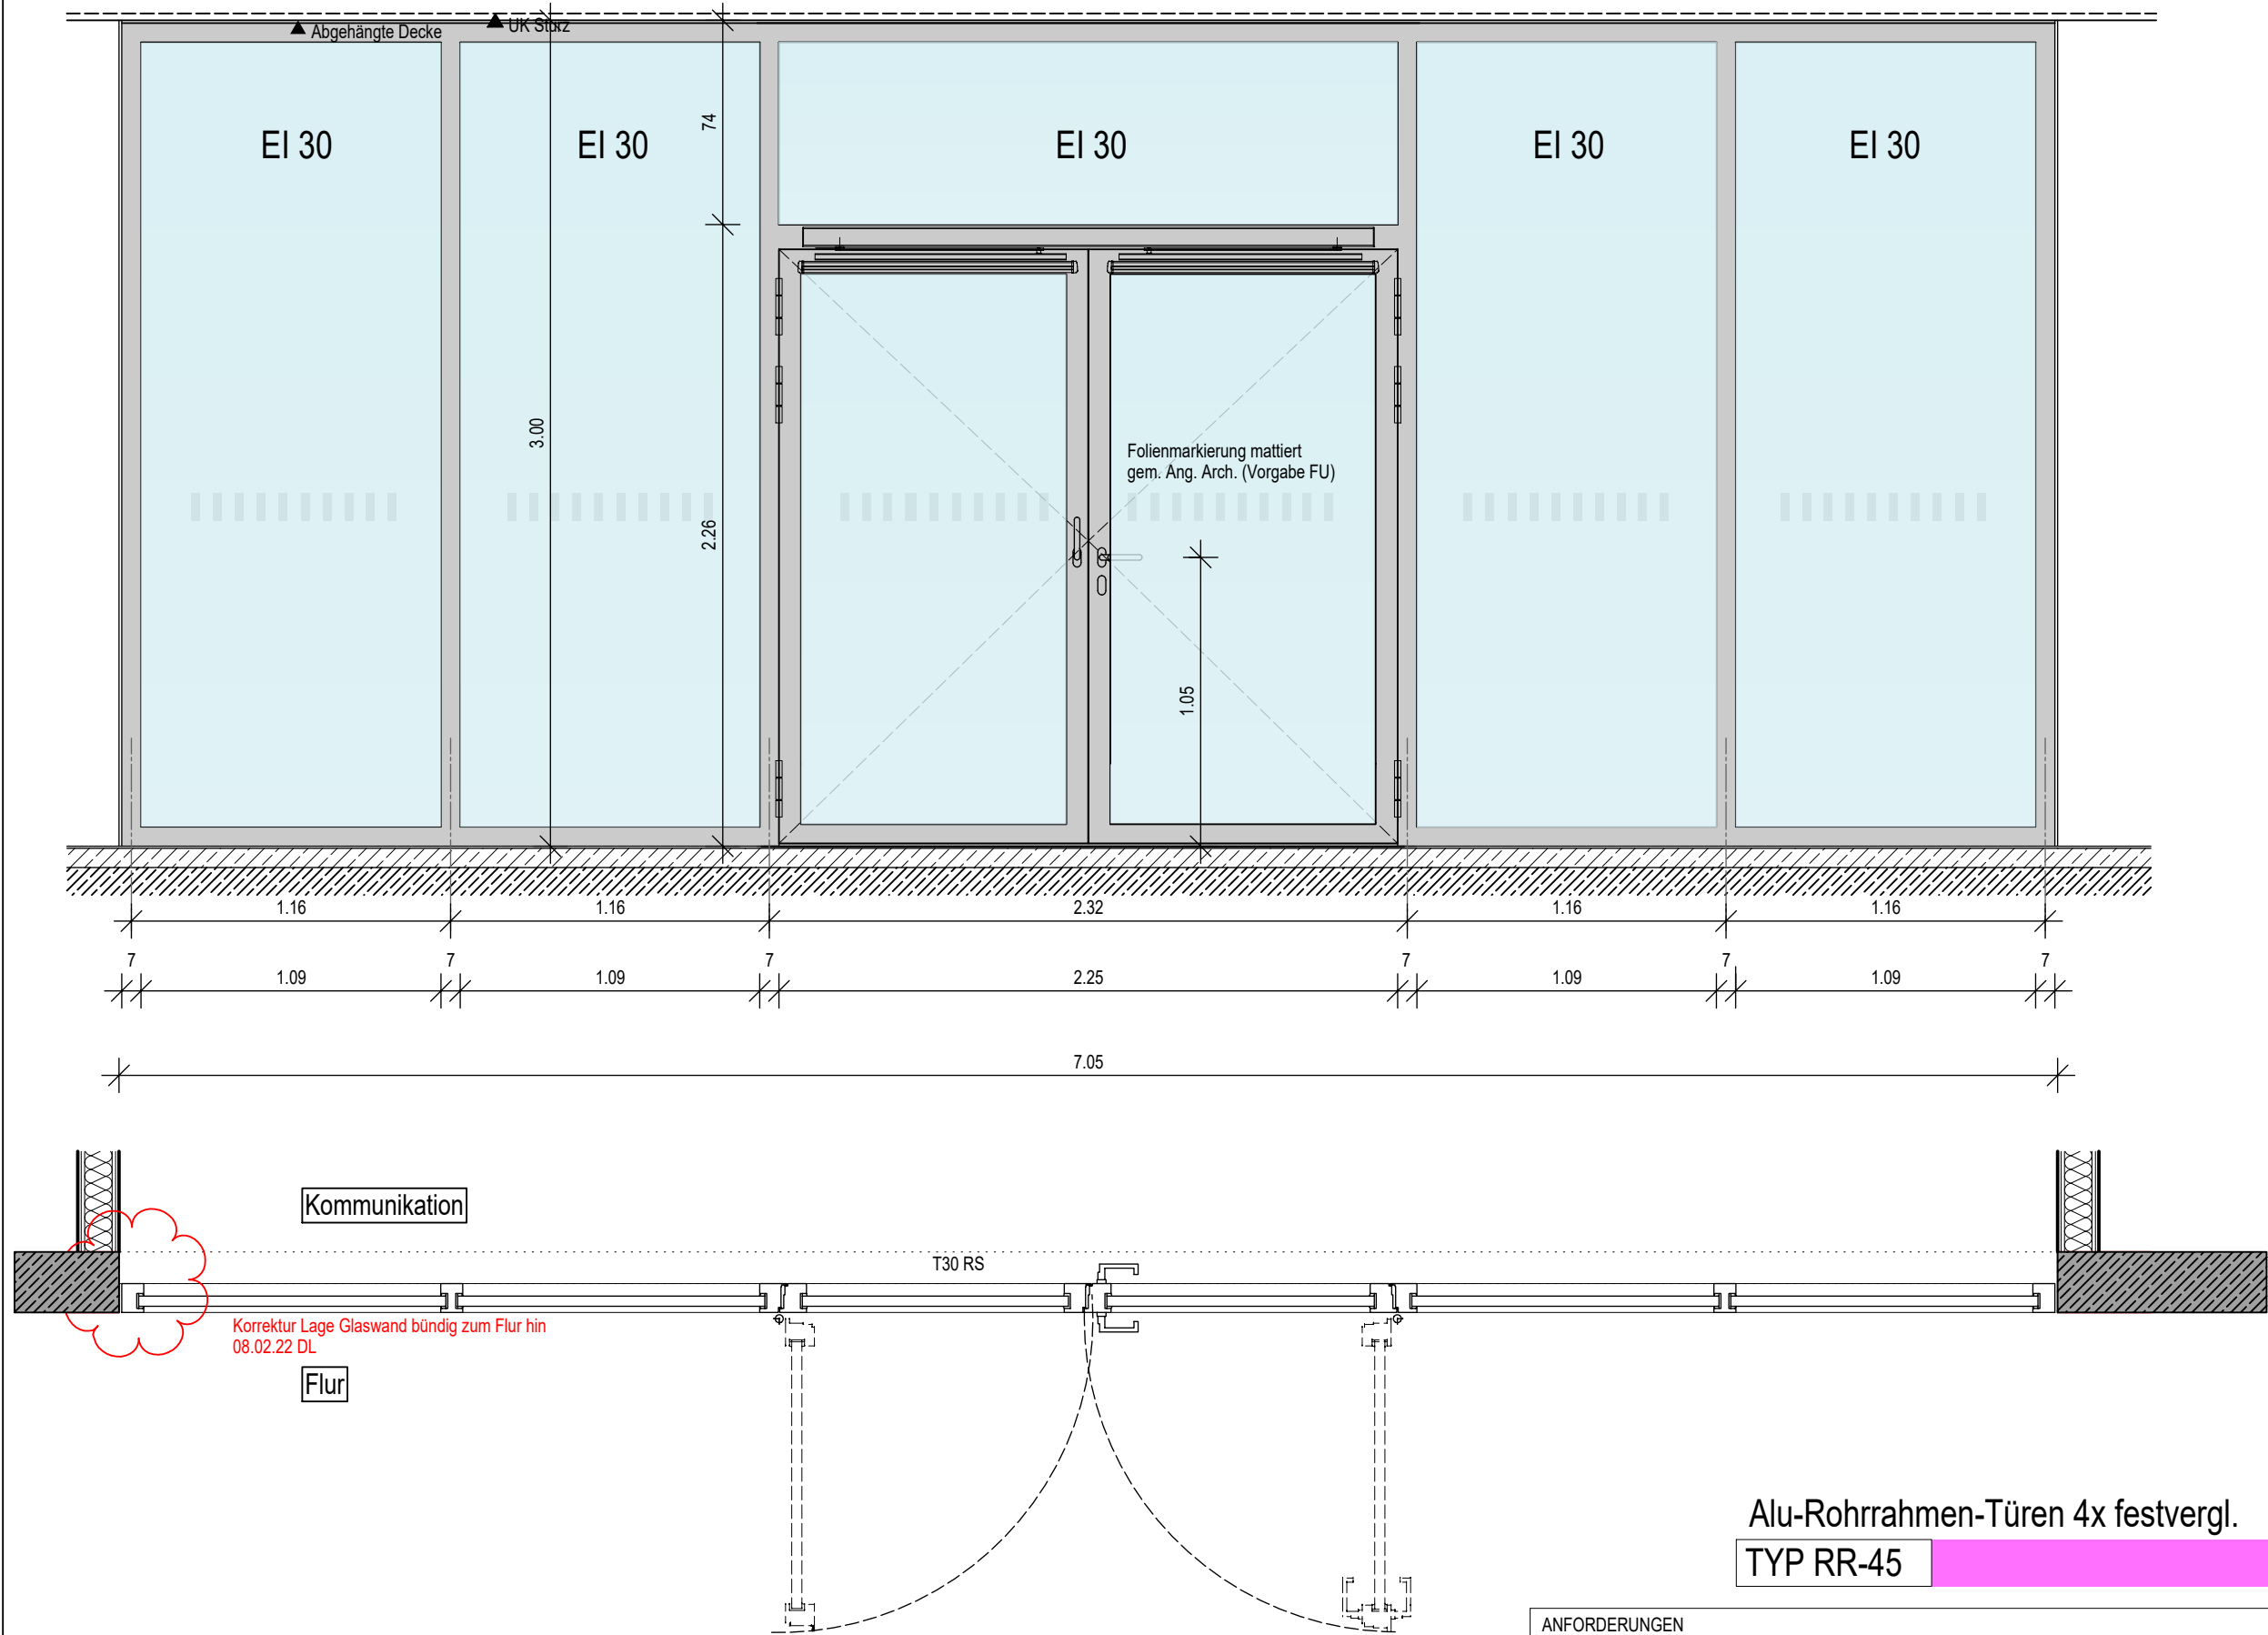 Abgehängte Decke
UK Sturz
EI 30
EI 30
EI 30
EI 30
EI 30
74
3.00
2.26
Folienmarkierung mattiert
gem. Ang. Arch. (Vorgabe FU)
1.05
1.16 1.16 2.32 1.16 1.16
7 7 7 7 7 7
1.09 1.09 2.25 1.09 1.09
7.05
Kommunikation
T30 RS
Korrektur Lage Glaswand bündig zum Flur hin
08.02.22 DL
Flur
Alu-Rohrrahmen-Türen 4x festvergl.
TYP RR-45
ANFORDERUNGEN